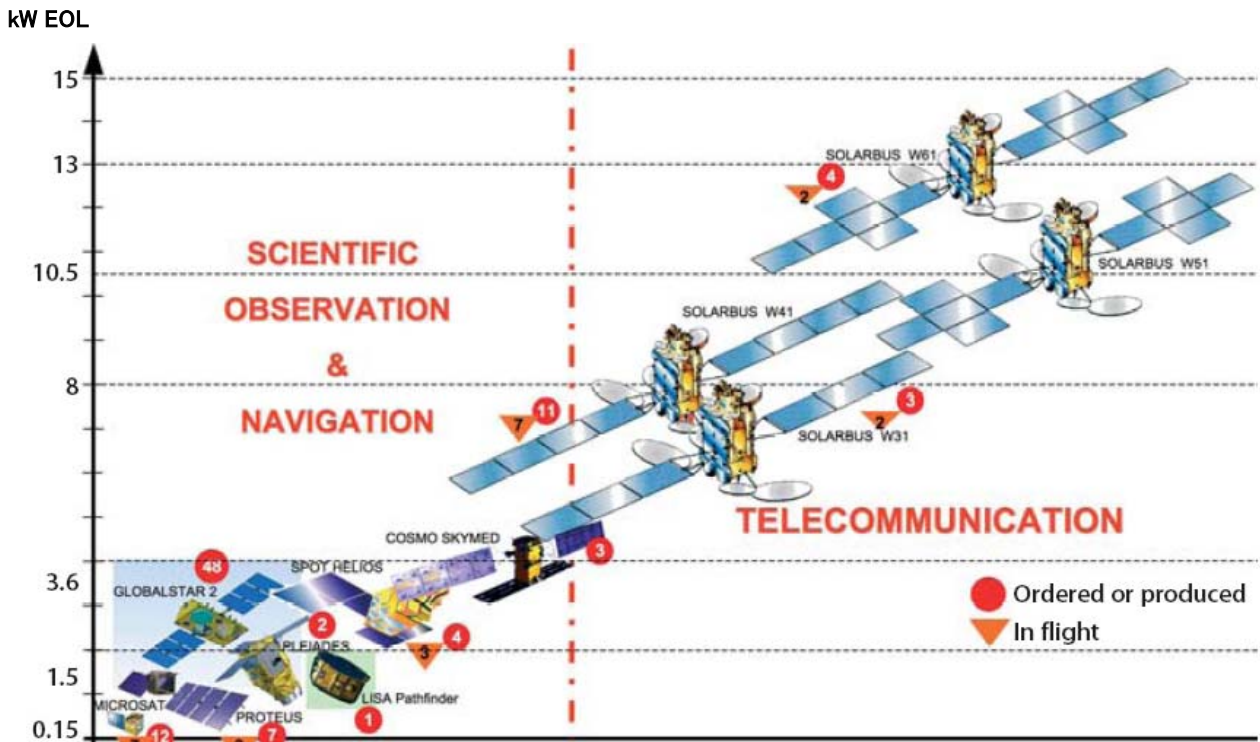 kW EOL
15
SOLARBUS W61
13
4
2
SCIENTIFIC
OBSERVATION
&
NAVIGATION
10.5
SOLARBUS W51
SOLARBUS W41
8
11
7
3
2
SOLARBUS W31
TELECOMMUNICATION
COSMO SKYMED
3
48
SPOT HELIOS
3.6
GLOBALSTAR 2
Ordered or produced
In flight
2
4
PLEIADES
3
1.5
LISA Pathfinder
MICROSAT
PROTEUS
1
0.15
12
7